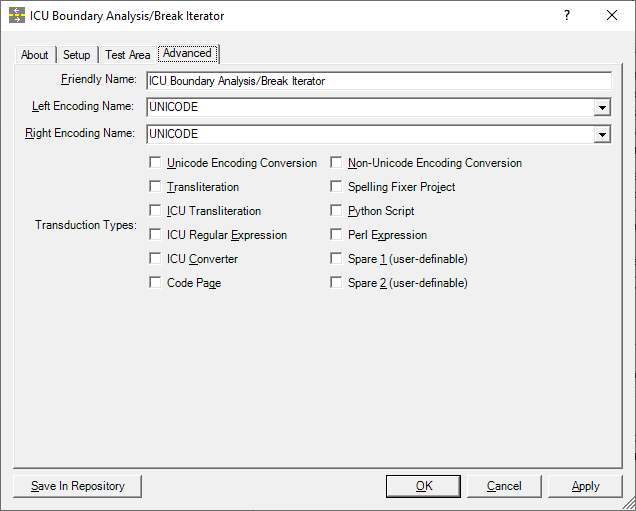 ICU Boundary Analysis/Break Iterator
?
About Setup Test Area Advanced
Friendly Name: ICU Boundary Analysis/Break Iterator
Left Encoding Name: UNICODE
Right Encoding Name: UNICODE
Unicode Encoding Conversion Non-Unicode Encoding Conversion
Transliteration Spelling Fixer Project
ICU Transliteration Python Script
Transduction Types:
ICU Regular Expression Perl Expression
ICU Converter Spare 1 (user-definable)
Code Page Spare 2 (user-definable)
Save In Repository OK Cancel Apply